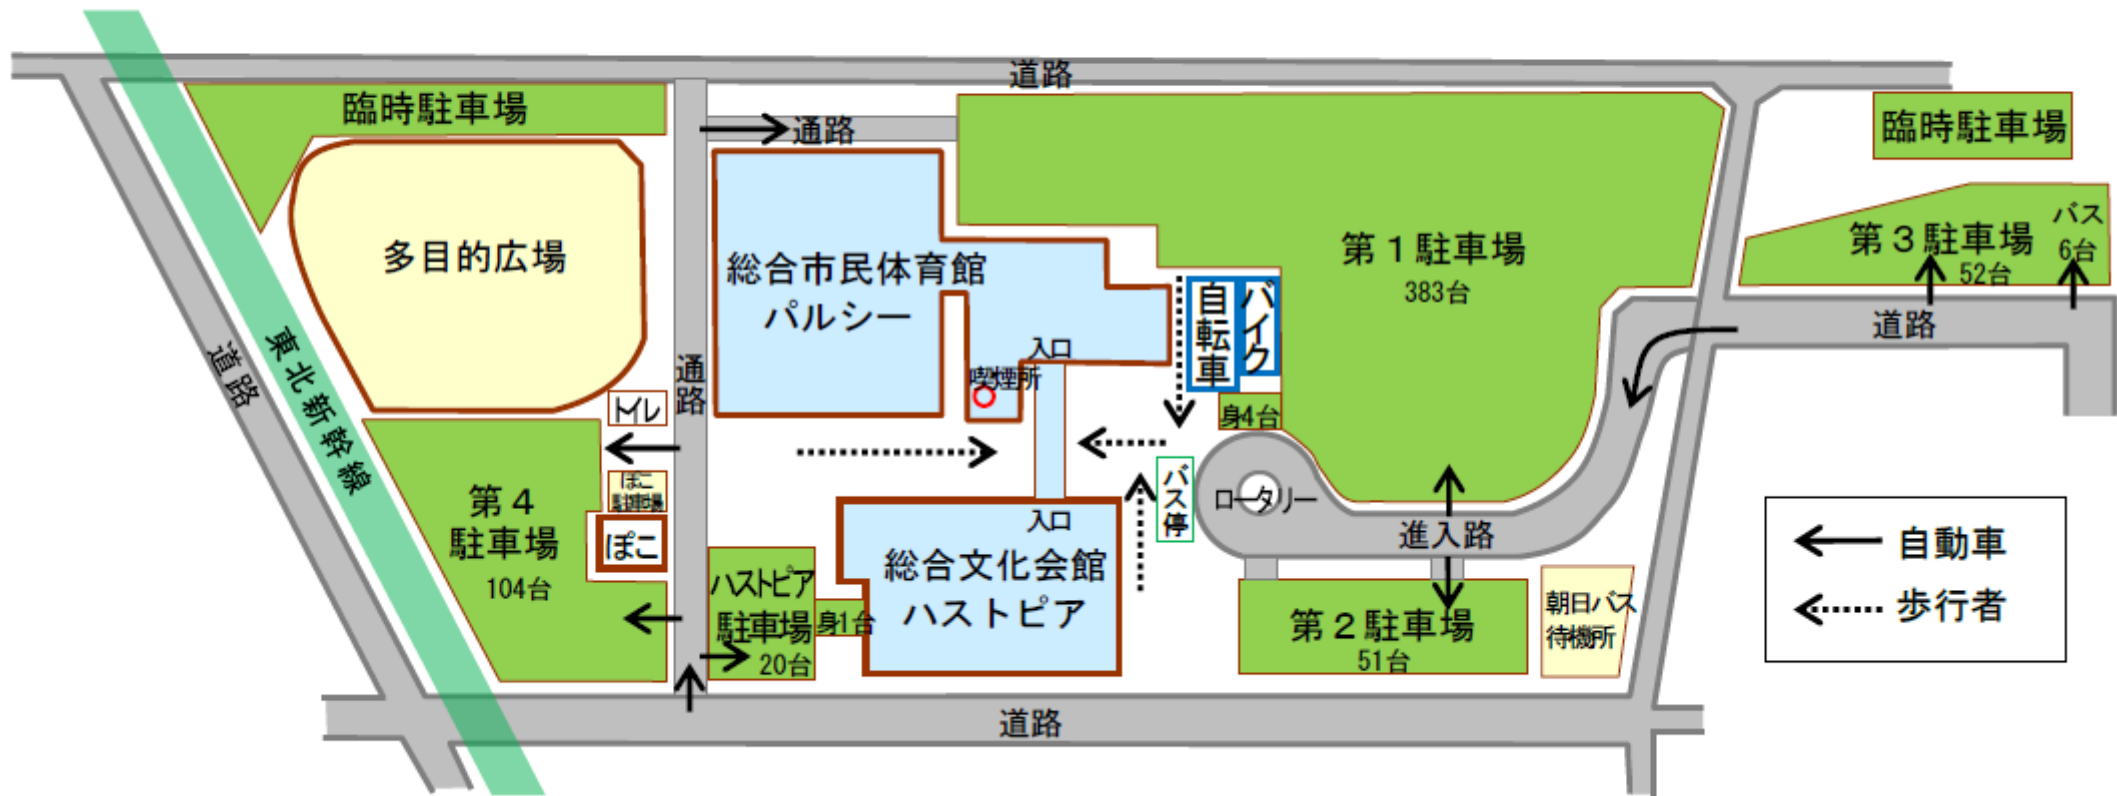 道路
臨時駐車場
通路
臨時駐車場
多目的広場
総合市民体育館
パルシー
第1駐車場
383台
第3駐車場
52台
バス
6台
自転車
バイク
道路
道路
東北新幹線
通路
入口
喫煙所
トイレ
身4台
ぽこ
駐車場
ぽこ
第4
駐車場
104台
バス停
ロータリー
進入路
入口
総合文化会館
ハストピア
ハストピア
駐車場
20台
身1台
第2駐車場
51台
朝日バス
待機所
自動車
歩行者
道路